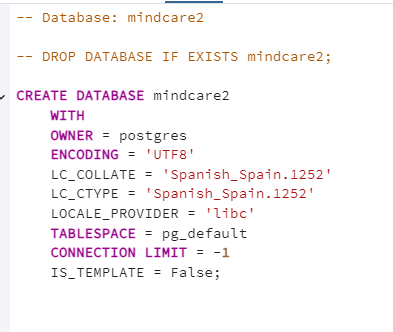 -- Database: mindcare2
-- DROP DATABASE IF EXISTS mindcare2;
CREATE DATABASE mindcare2
WITH
OWNER = postgres
ENCODING = 'UTF8'
LC_COLLATE = 'Spanish_Spain.1252'
LC_CTYPE = 'Spanish_Spain.1252'
LOCALE_PROVIDER = 'libc'
TABLESPACE = pg_default
CONNECTION LIMIT = -1
IS_TEMPLATE = False;